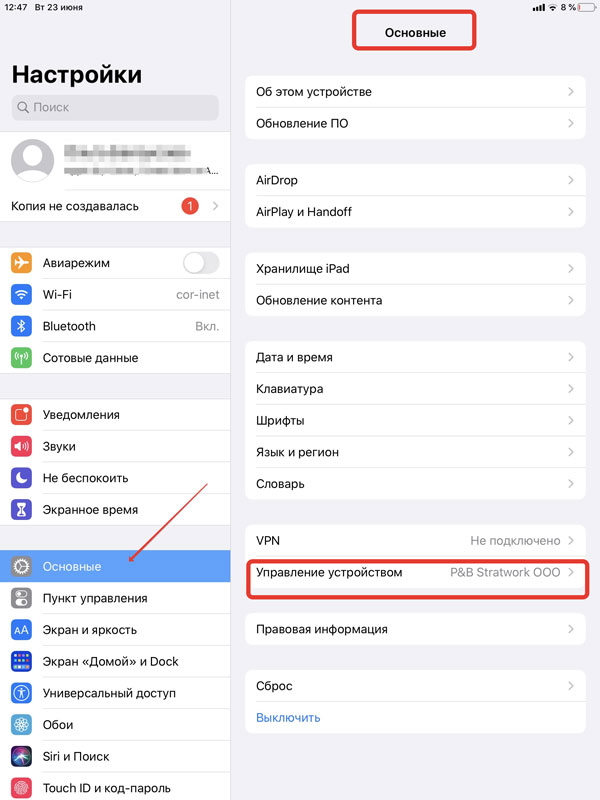 12:47 Вт 23 июня
8 %
Настройки
Поиск
Копия не создавалась 1
Авиарежим
Wi-Fi cor-inet
Bluetooth Вкл.
Сотовые данные
Уведомления
Звуки
Не беспокоить
Экранное время
Основные
Пункт управления
AA Экран и яркость
Экран «Домой» и Dock
Универсальный доступ
Обои
Siri и Поиск
Touch ID и код-пароль
Основные
Об этом устройстве
Обновление ПО
AirDrop
AirPlay и Handoff
Хранилище iPad
Обновление контента
Дата и время
Клавиатура
Шрифты
Язык и регион
Словарь
VPN Не подключено
Управление устройством P&B Stratwork OOO
Правовая информация
Сброс
Выключить